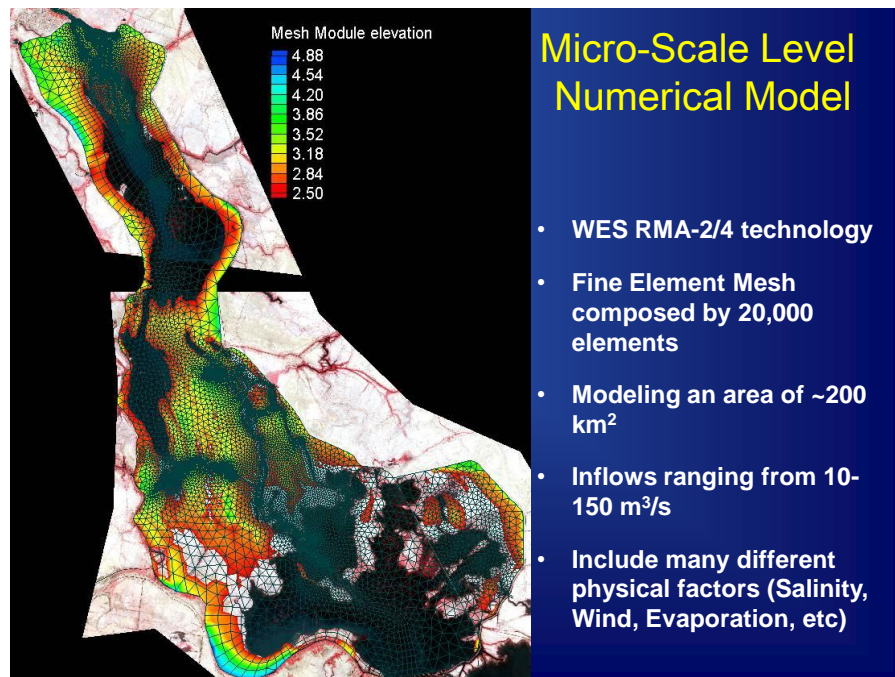 Mesh Module elevation
4.88
4.54
4.20
3.86
3.52
3.18
2.84
2.50
Micro-Scale Level
Numerical Model
• WES RMA-2/4 technology
• Fine Element Mesh
composed by 20,000
elements
• Modeling an area of ~200
km²
• Inflows ranging from 10-
150 m³/s
• Include many different
physical factors (Salinity,
Wind, Evaporation, etc)